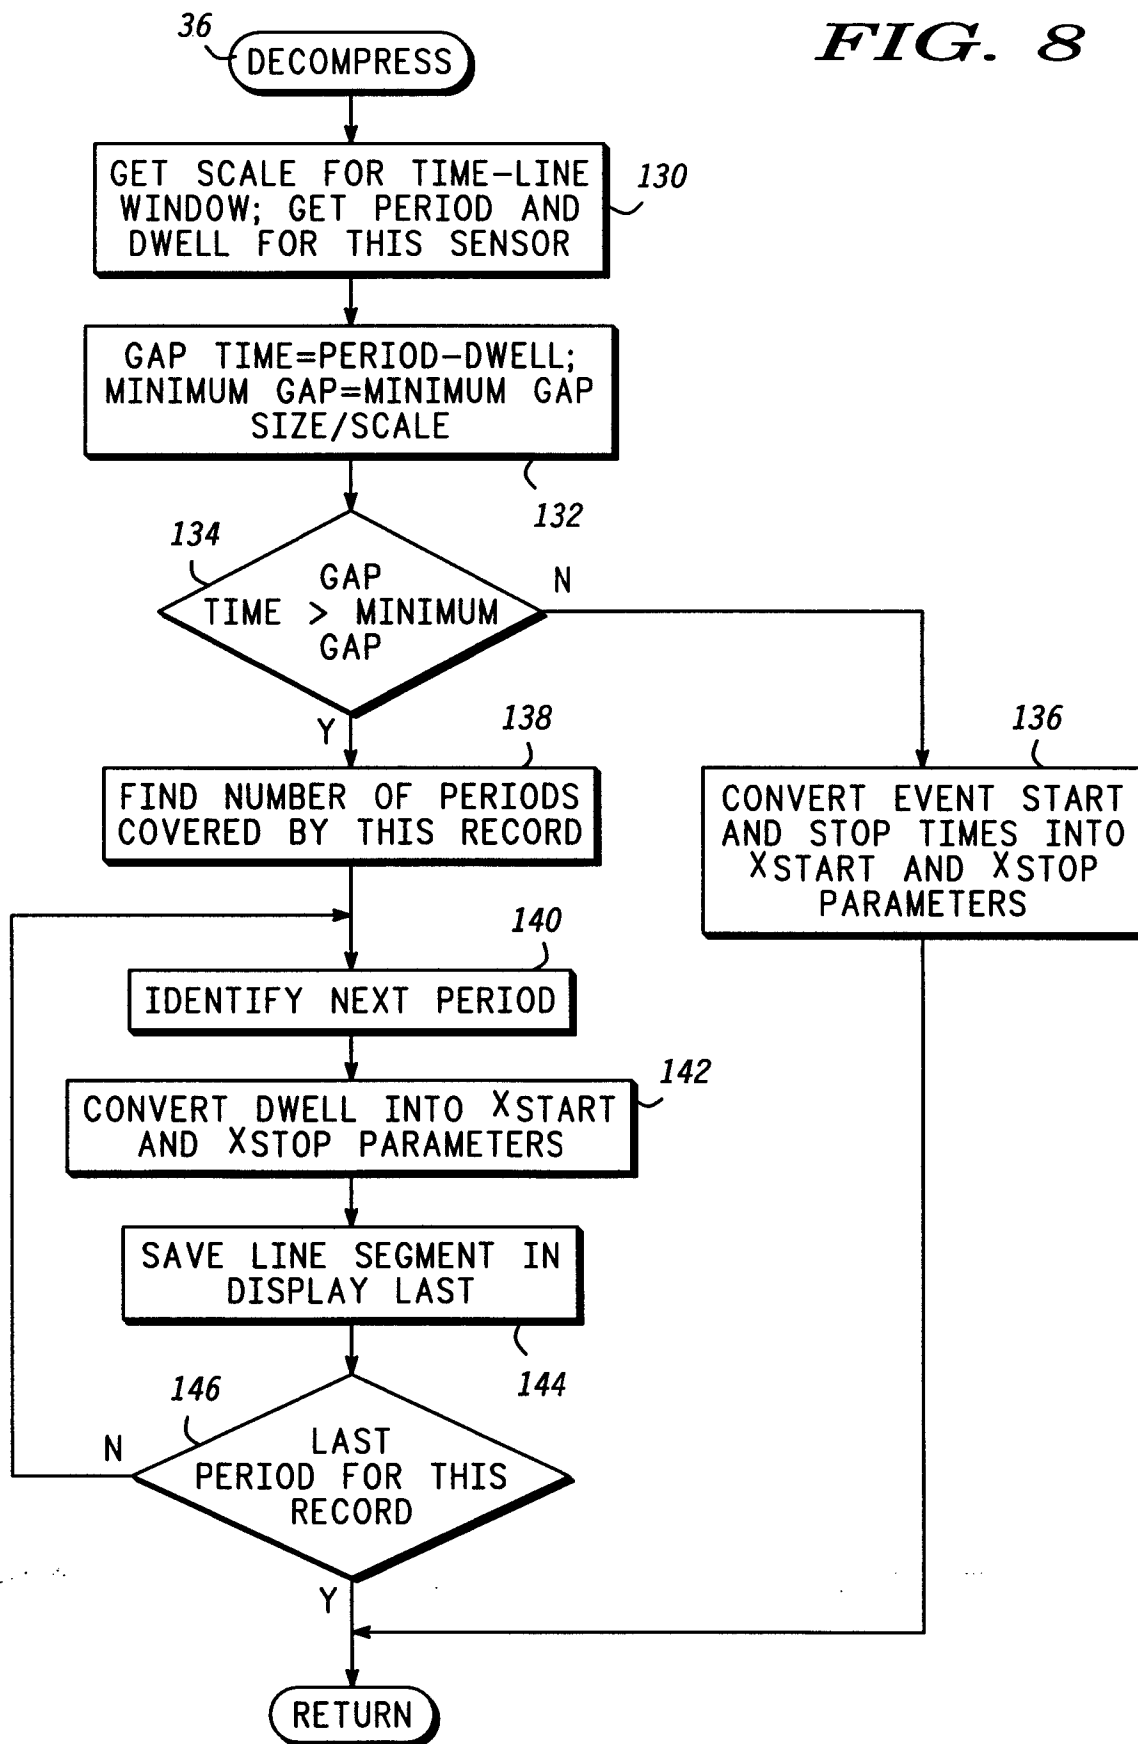 36
FIG. 8
DECOMPRESS
GET SCALE FOR TIME-LINE
WINDOW; GET PERIOD AND
DWELL FOR THIS SENSOR
130
GAP TIME=PERIOD-DWELL;
MINIMUM GAP=MINIMUM GAP
SIZE/SCALE
132
134
GAP
TIME > MINIMUM
GAP
N
Y
138
FIND NUMBER OF PERIODS
COVERED BY THIS RECORD
136
CONVERT EVENT START
AND STOP TIMES INTO
XSTART AND XSTOP
PARAMETERS
140
IDENTIFY NEXT PERIOD
142
CONVERT DWELL INTO XSTART
AND XSTOP PARAMETERS
SAVE LINE SEGMENT IN
DISPLAY LAST
144
146
N
LAST
PERIOD FOR THIS
RECORD
Y
RETURN